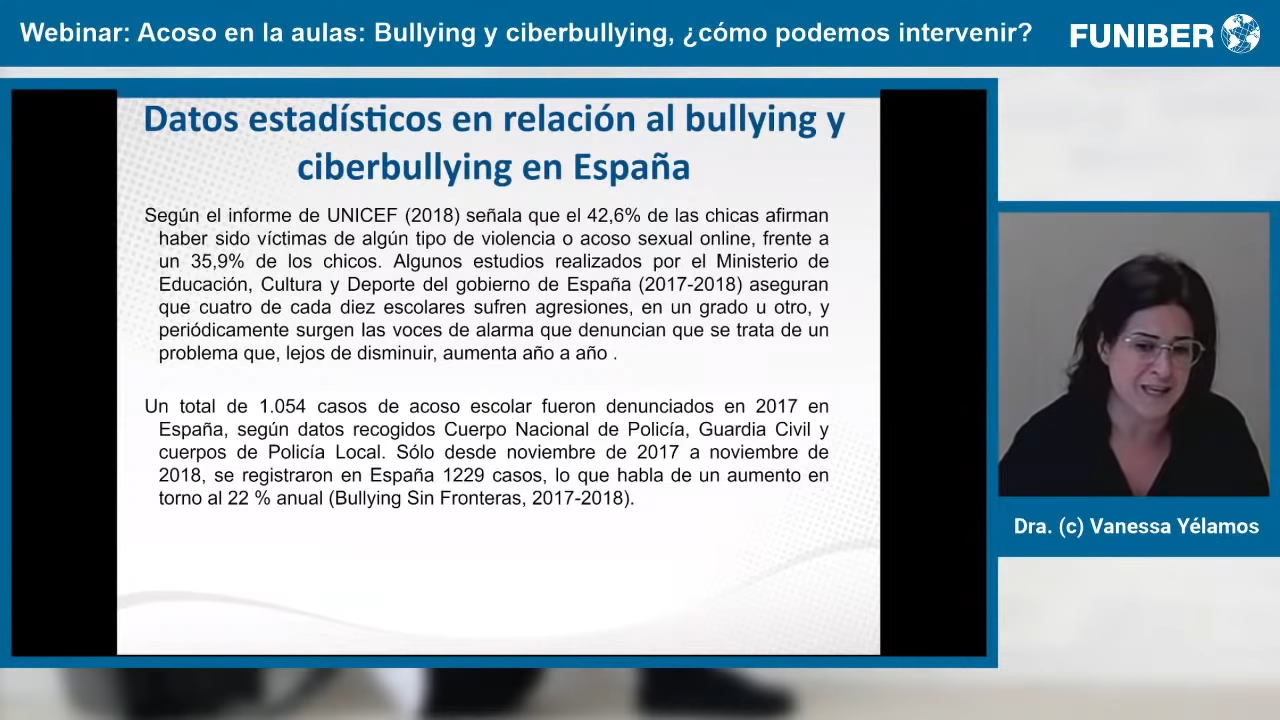 Webinar: Acoso en la aulas: Bullying y ciberbullying, ¿cómo podemos intervenir?
FUNIBER
Datos estadísticos en relación al bullying y
ciberbullying en España
Según el informe de UNICEF (2018) señala que el 42,6% de las chicas afirman
haber sido víctimas de algún tipo de violencia o acoso sexual online, frente a
un 35,9% de los chicos. Algunos estudios realizados por el Ministerio de
Educación, Cultura y Deporte del gobierno de España (2017-2018) aseguran
que cuatro de cada diez escolares sufren agresiones, en un grado u otro, y
periódicamente surgen las voces de alarma que denuncian que se trata de un
problema que, lejos de disminuir, aumenta año a año .
Un total de 1.054 casos de acoso escolar fueron denunciados en 2017 en
España, según datos recogidos Cuerpo Nacional de Policía, Guardia Civil y
cuerpos de Policía Local. Sólo desde noviembre de 2017 a noviembre de
2018, se registraron en España 1229 casos, lo que habla de un aumento en
torno al 22 % anual (Bullying Sin Fronteras, 2017-2018).
Dra. (c) Vanessa Yélamos